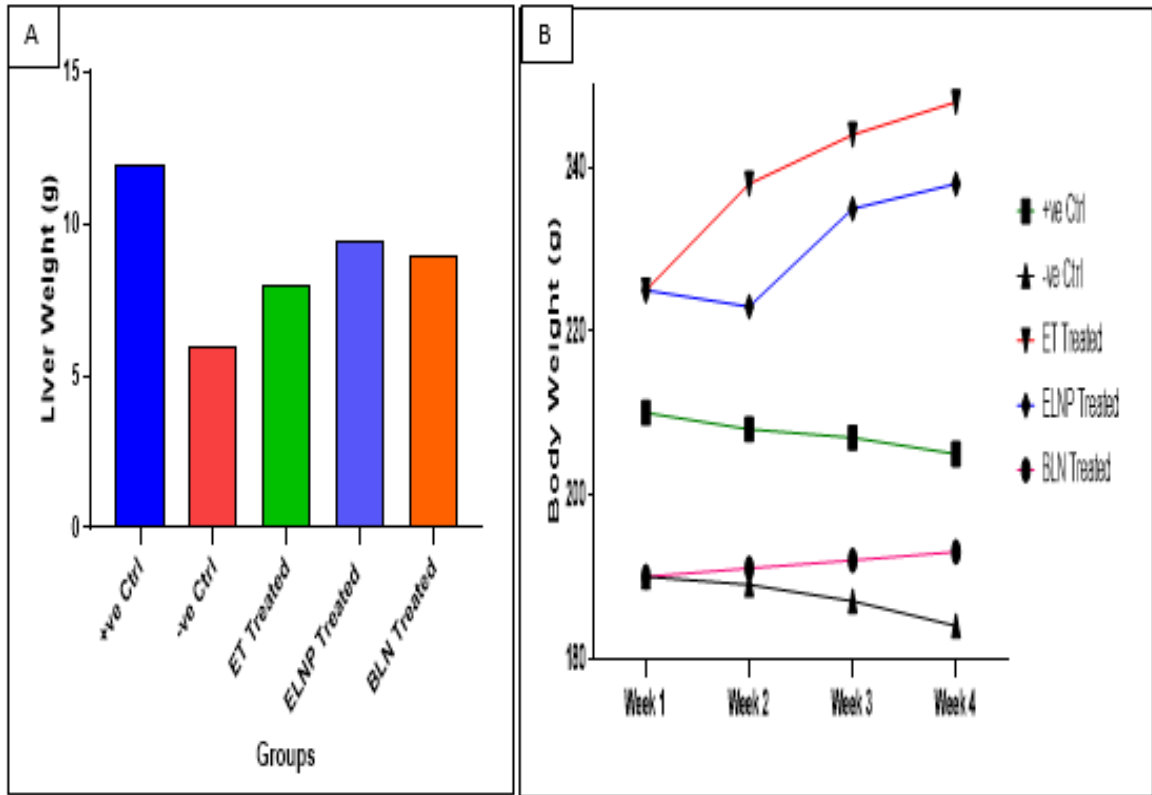 A
15
10
5
0
Liver Weight (g)
+ve Ctrl
-ve Ctrl
ET Treated
ELNP Treated
BLN Treated
Groups
B
240
220
200
180
Body Weight (g)
Week 1
Week 2
Week 3
Week 4
+ve Ctrl
-ve Ctrl
ET Treated
ELNP Treated
BLN Treated